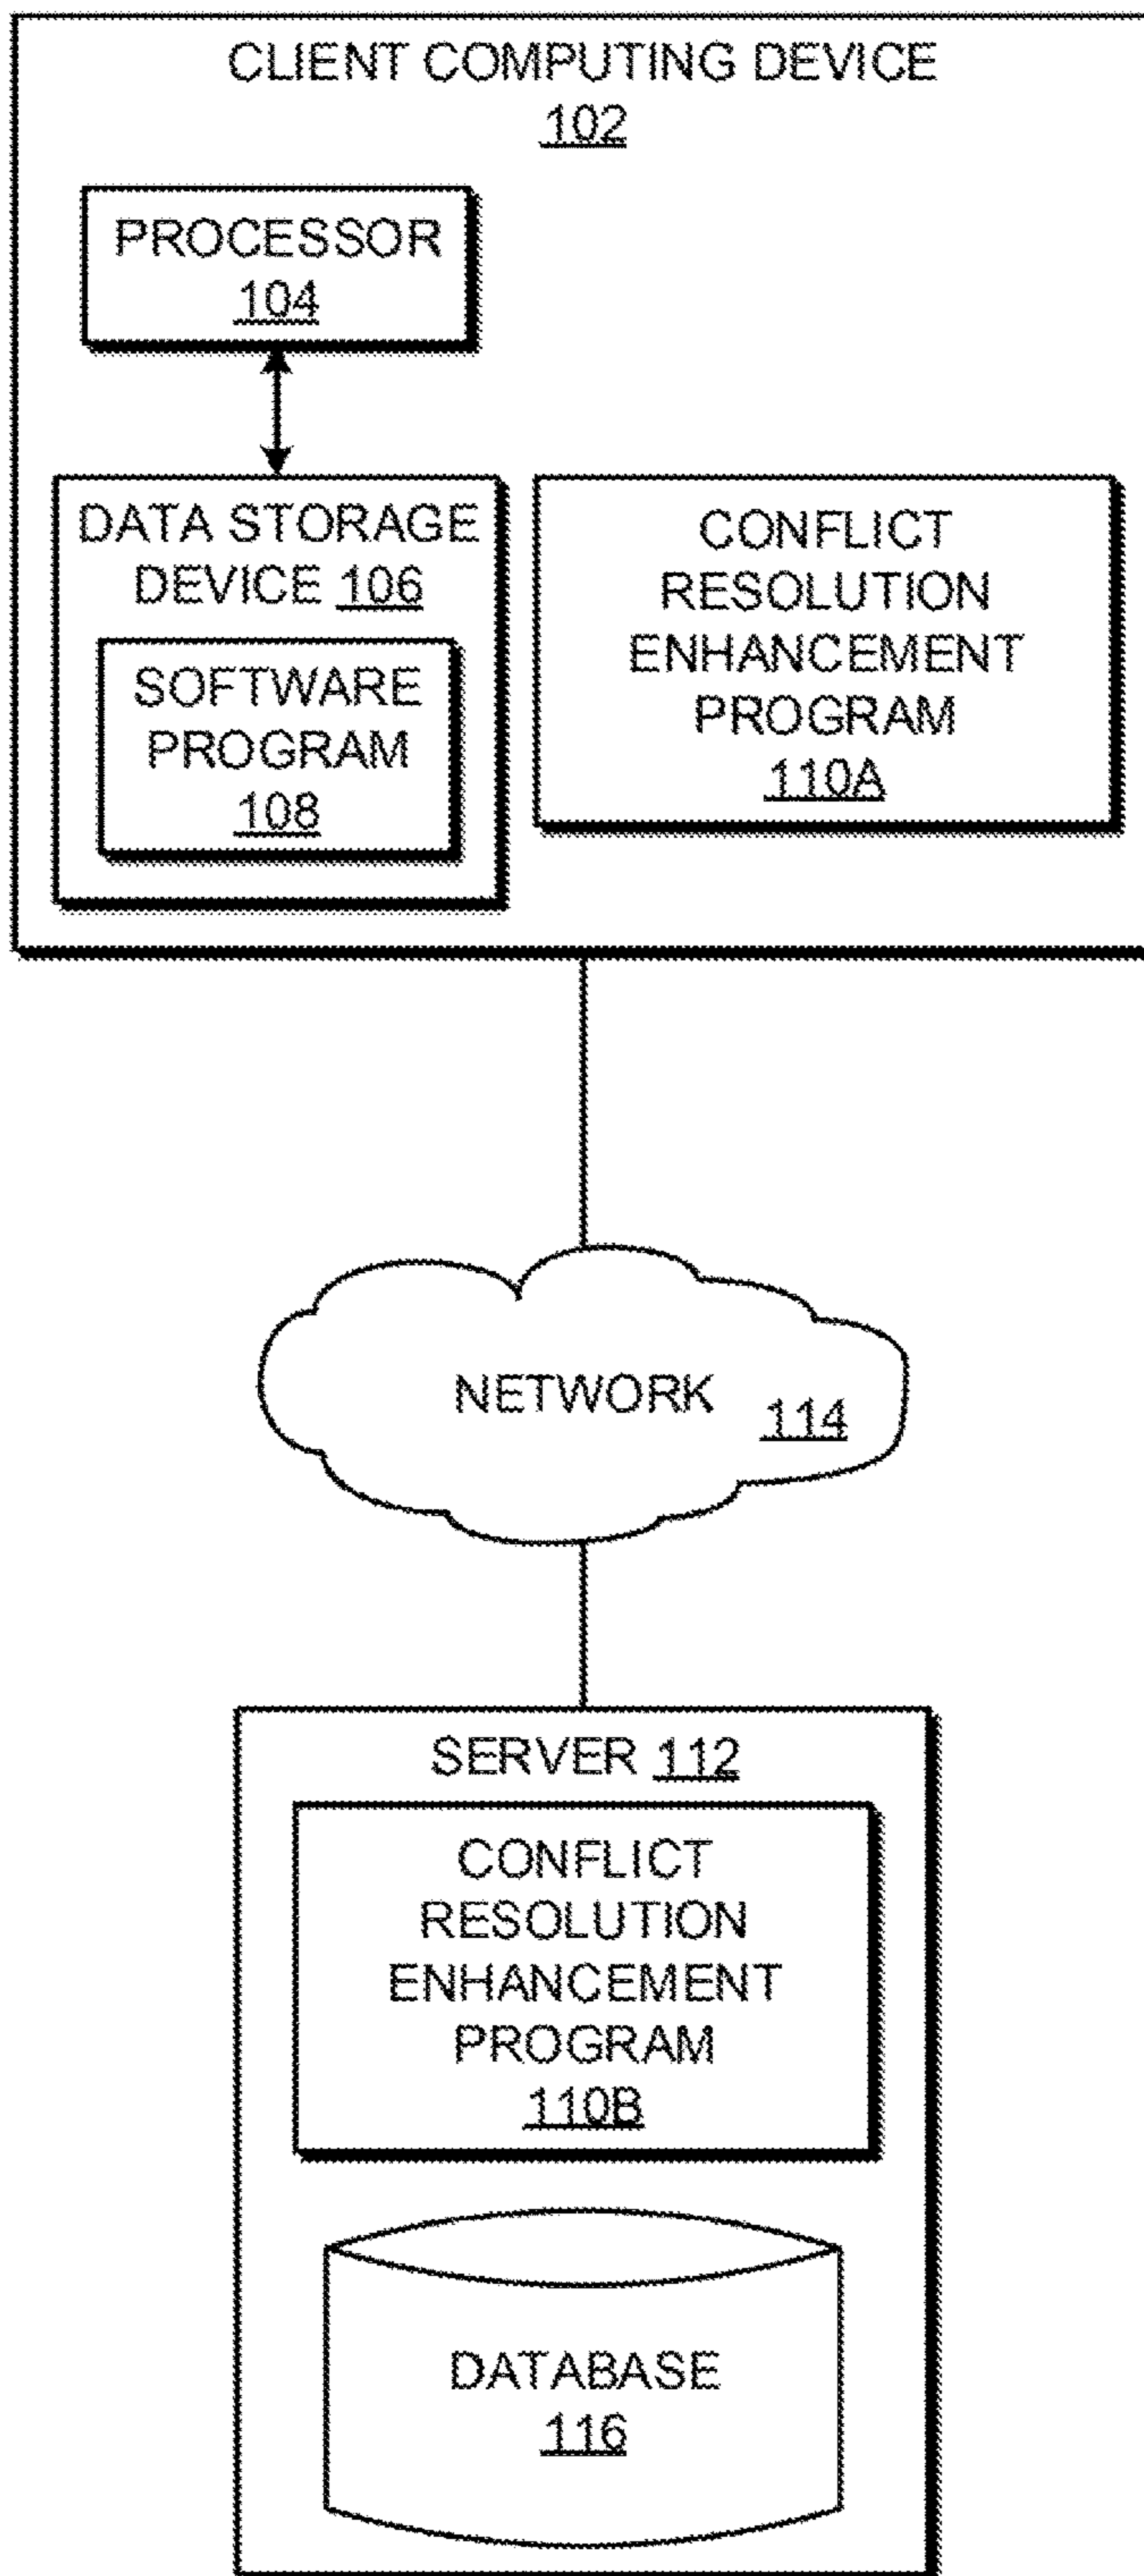 CLIENT COMPUTING DEVICE
102
PROCESSOR
104
DATA STORAGE
DEVICE 106
SOFTWARE
PROGRAM
108
CONFLICT
RESOLUTION
ENHANCEMENT
PROGRAM
110A
NETWORK 114
SERVER 112
CONFLICT
RESOLUTION
ENHANCEMENT
PROGRAM
110B
DATABASE
116